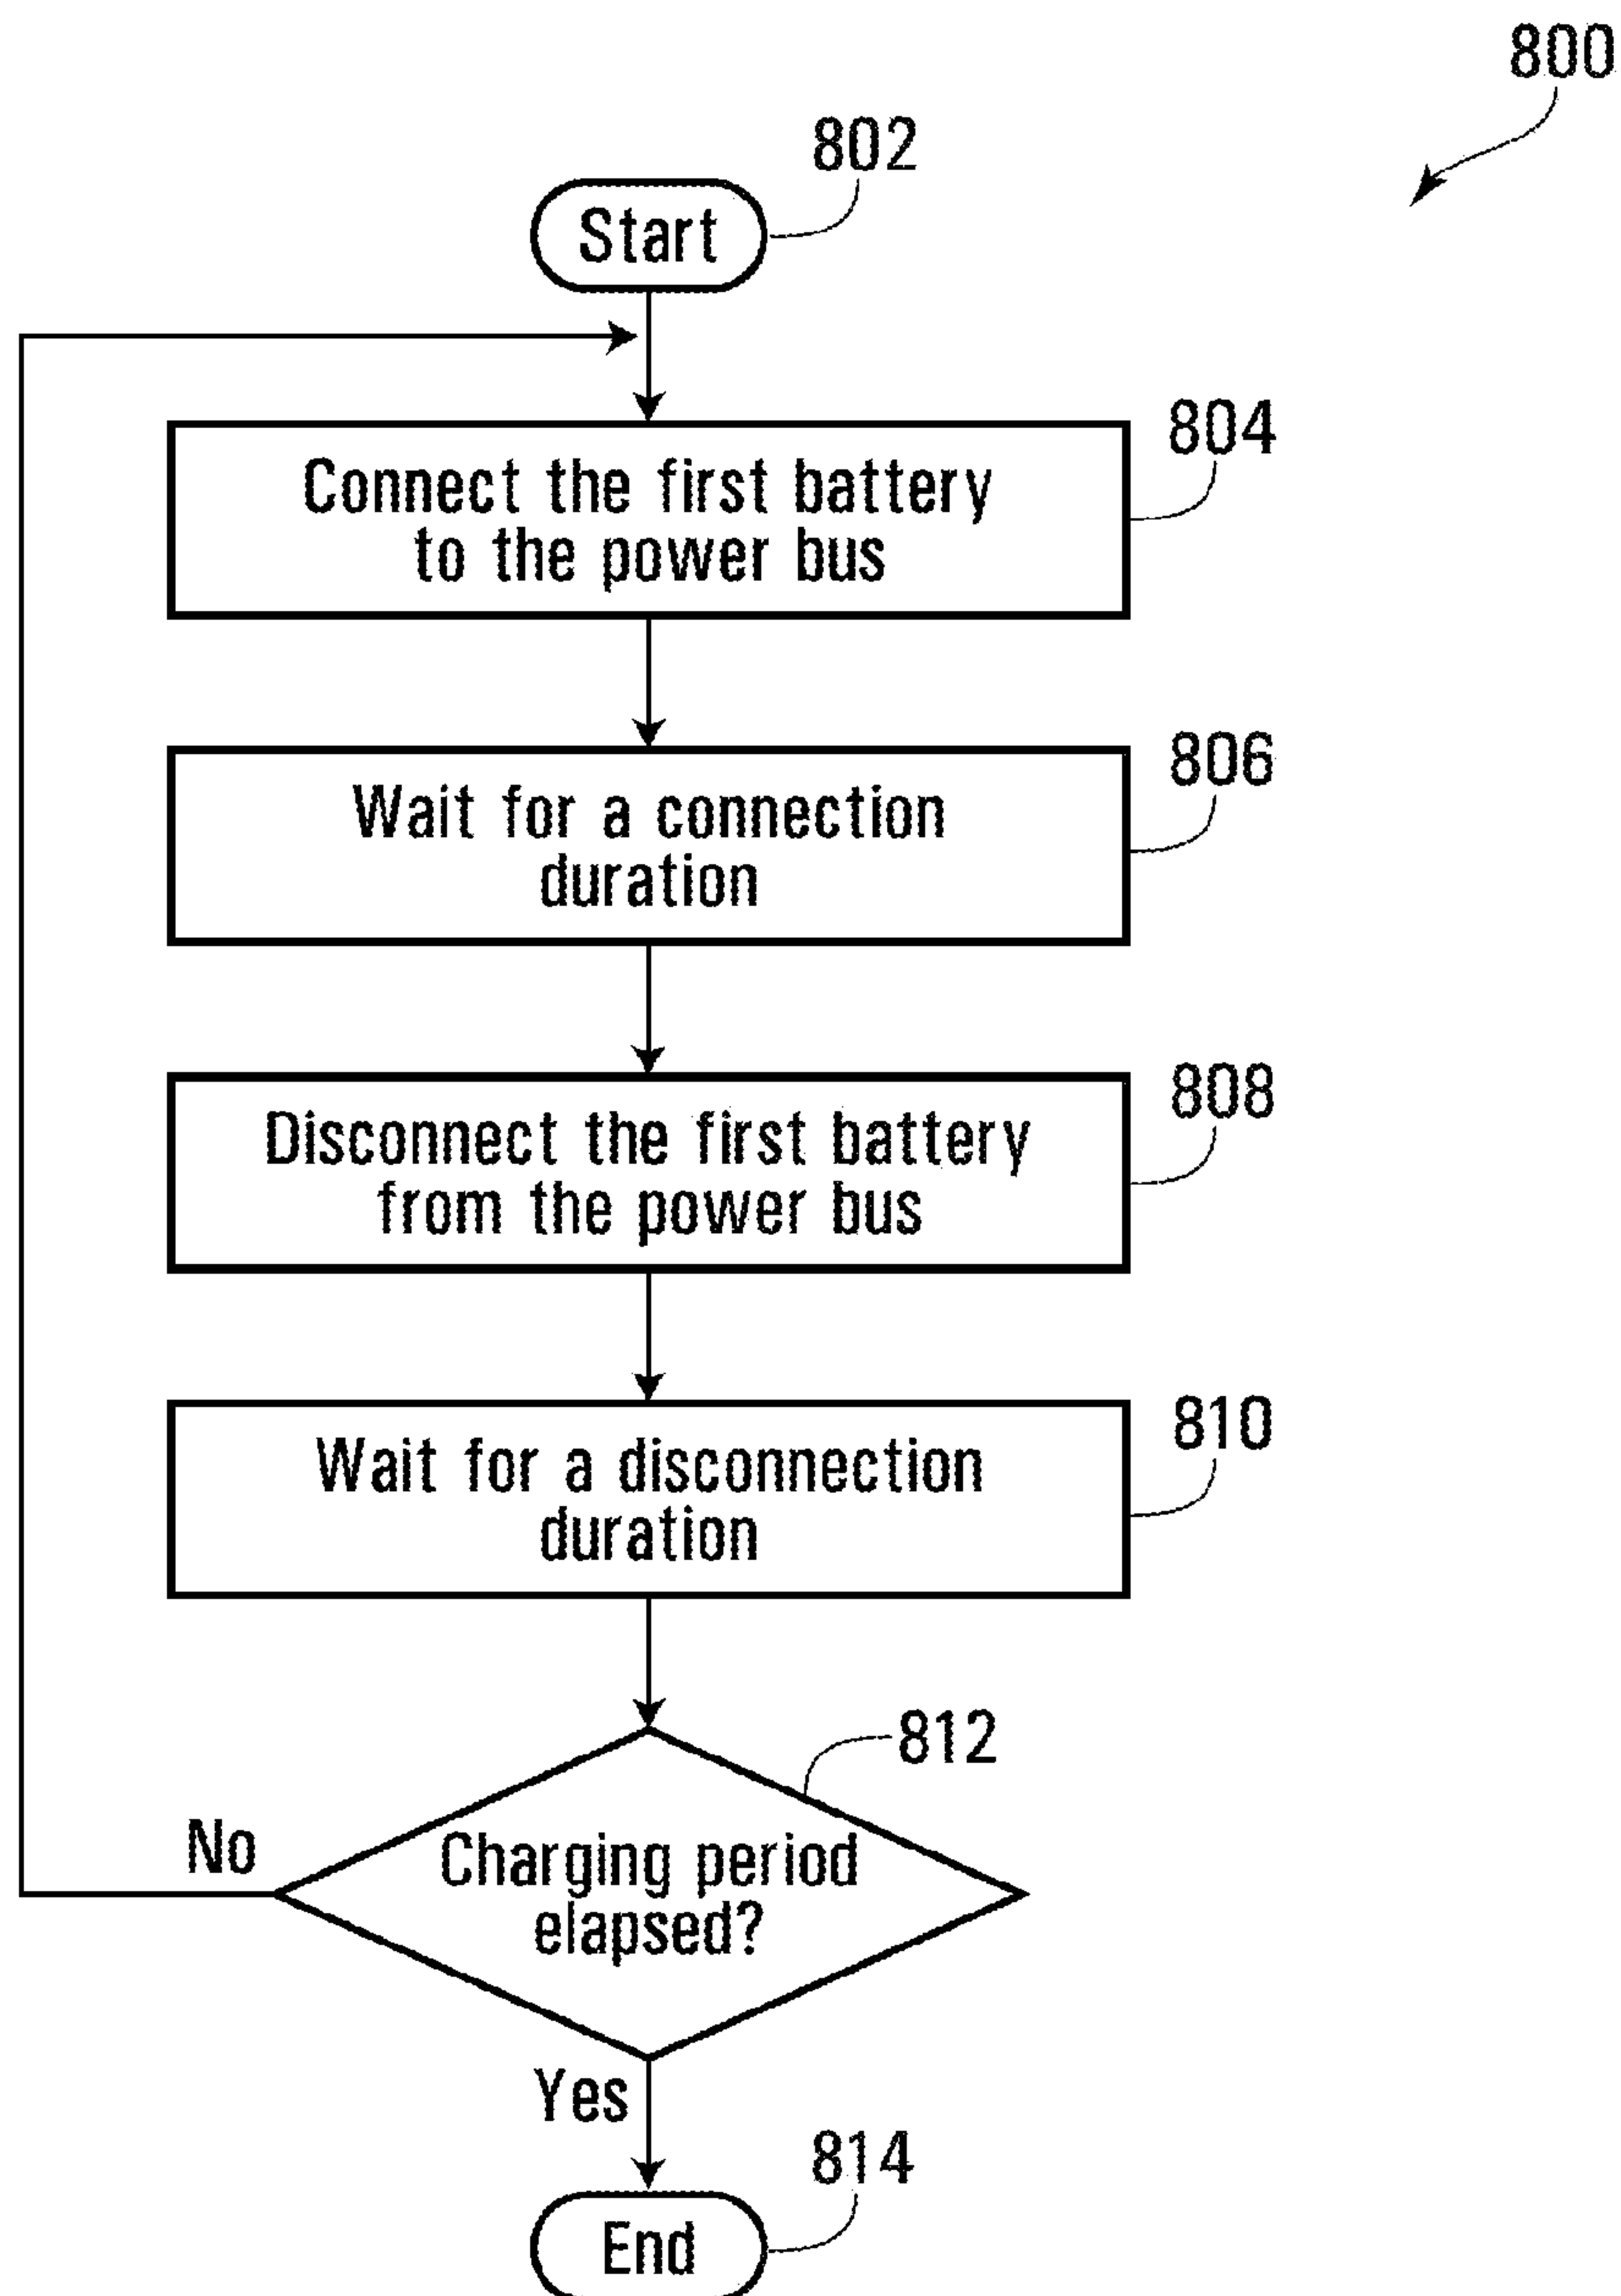 800
802
Start
804
Connect the first battery
to the power bus
806
Wait for a connection
duration
808
Disconnect the first battery
from the power bus
810
Wait for a disconnection
duration
812
No
Charging period
elapsed?
Yes
814
End